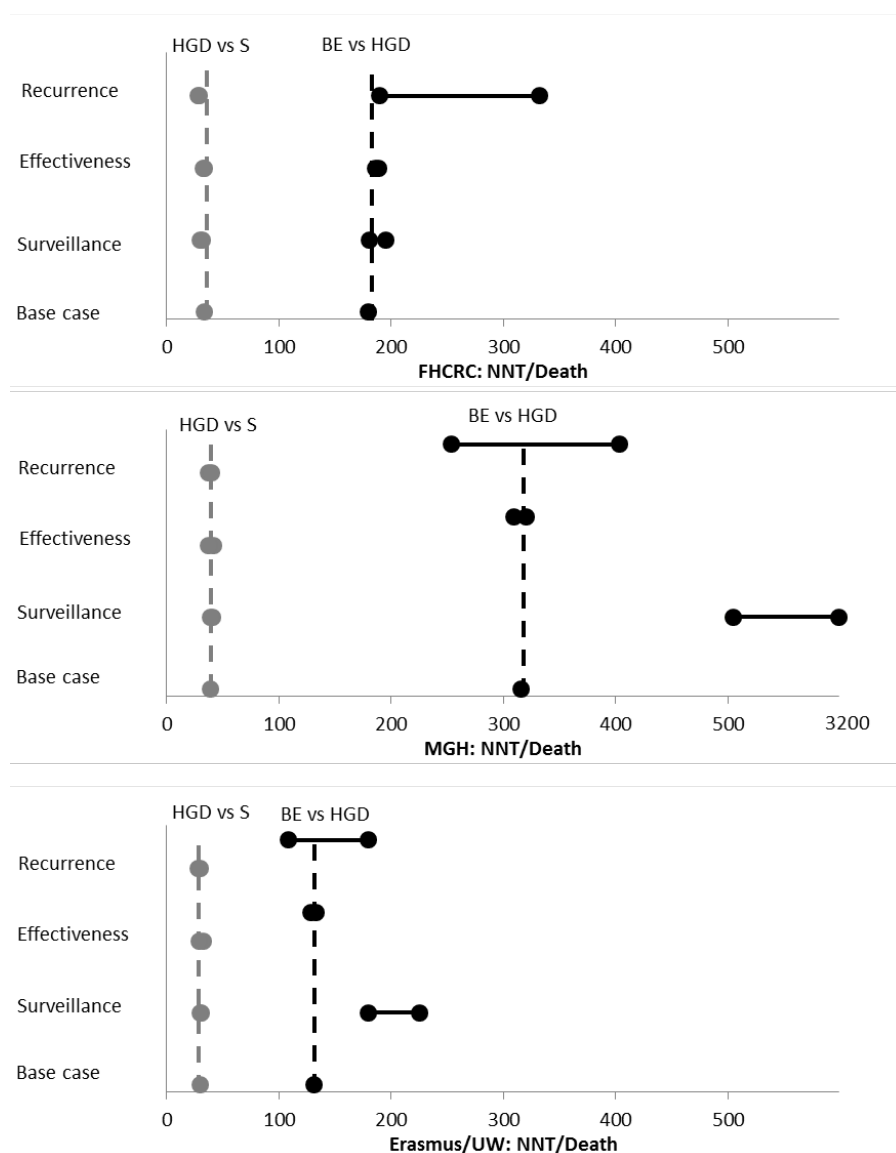 HGD vs S BE vs HGD
Recurrence
Effectiveness
Surveillance
Base case
0 100 200 300 400 500
FHCRC: NNT/Death
BE vs HGD
HGD vs S
Recurrence
Effectiveness
Surveillance
Base case
0 100 200 300 400 500 3200
MGH: NNT/Death
HGD vs S BE vs HGD
Recurrence
Effectiveness
Surveillance
Base case
0 100 200 300 400 500
Erasmus/UW: NNT/Death